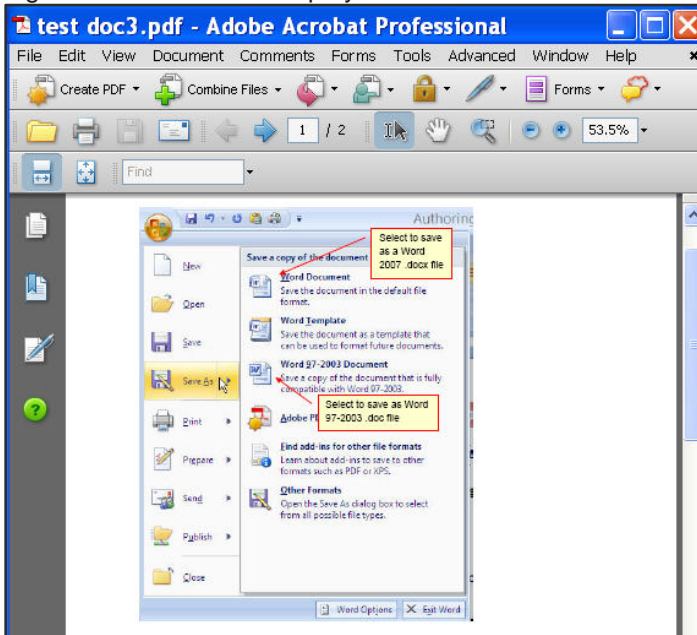 test doc3.pdf - Adobe Acrobat Professional
File Edit View Document Comments Forms Tools Advanced Window Help
Create PDF Combine Files Forms
1 / 2 53.5%
Find
Authoring
Select to save
as a Word
2007 .docx file
Save a copy of the document
New
Word Document
Save the document in the default file
format.
Open
Word Template
Save the document as a template that
can be used to format future documents.
Save
Word 97-2003 Document
Save a copy of the document that is fully
compatible with Word 97-2003.
Save As
Select to save as Word
97-2003 .doc file
Print
Adobe P
Find add-ins for other file formats
Learn about add-ins to save to other
formats such as PDF or XPS.
Prepare
Other Formats
Open the Save As dialog box to select
from all possible file types.
Send
Publish
Close
Word Options Exit Word